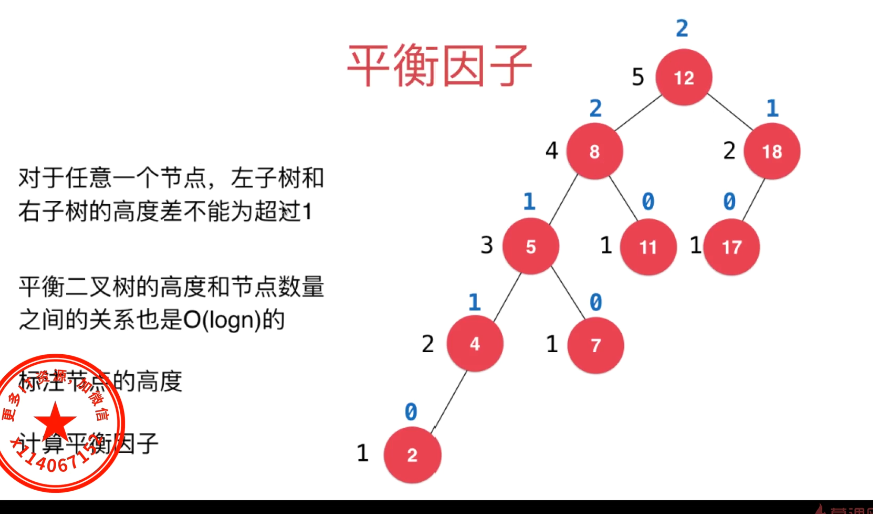 平衡因子
2
5 12
2 1
4 8 2 18
对于任意一个节点，左子树和
右子树的高度差不能为超过1
1 0 0
3 5 1 11 1 17
平衡二叉树的高度和节点数量
之间的关系也是O(logn)的
1 0
2 4 1 7
标注节点的高度
0
1 2
计算平衡因子
更多IT资源，加微信